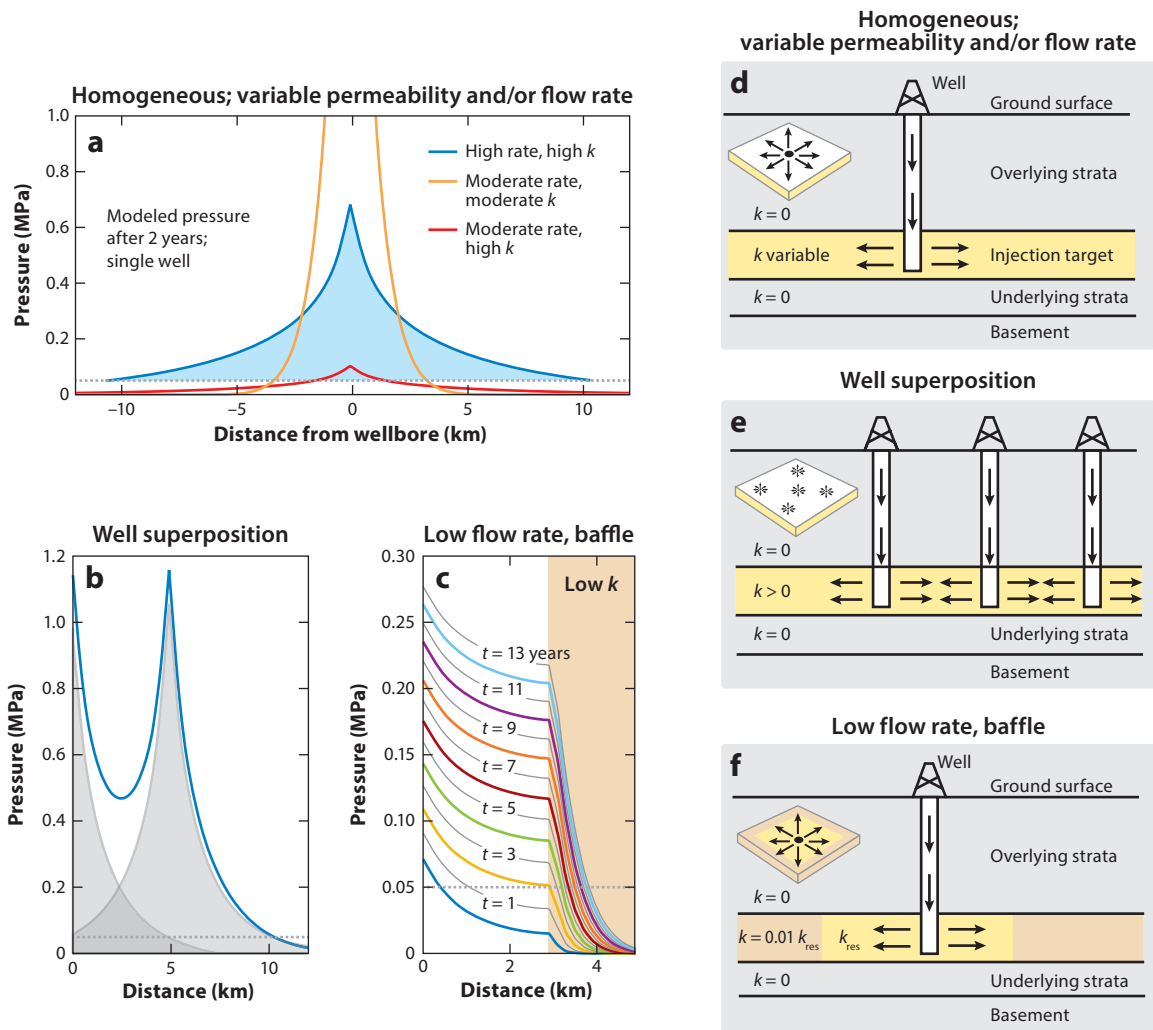 Homogeneous; variable permeability and/or flow rate
a
High rate, high k
Moderate rate,
moderate k
Moderate rate,
high k
Modeled pressure
after 2 years;
single well
Pressure (MPa)
1.0
0.8
0.6
0.4
0.2
0
−10
−5
0
5
10
Distance from wellbore (km)
Well superposition
b
Pressure (MPa)
1.2
1.0
0.8
0.6
0.4
0.2
0
0
5
10
Distance (km)
Low flow rate, baffle
c
Low k
Pressure (MPa)
0.30
0.25
0.20
0.15
0.10
0.05
0
t = 13 years
t = 11
t = 9
t = 7
t = 5
t = 3
t = 1
0
2
4
Distance (km)
Homogeneous;
variable permeability and/or flow rate
d
Well
Ground surface
Overlying strata
k = 0
k variable
Injection target
k = 0
Underlying strata
Basement
Well superposition
e
k = 0
k > 0
k = 0
Underlying strata
Basement
Low flow rate, baffle
f
Well
Ground surface
Overlying strata
k = 0
k = 0.01 kres
kres
k = 0
Underlying strata
Basement